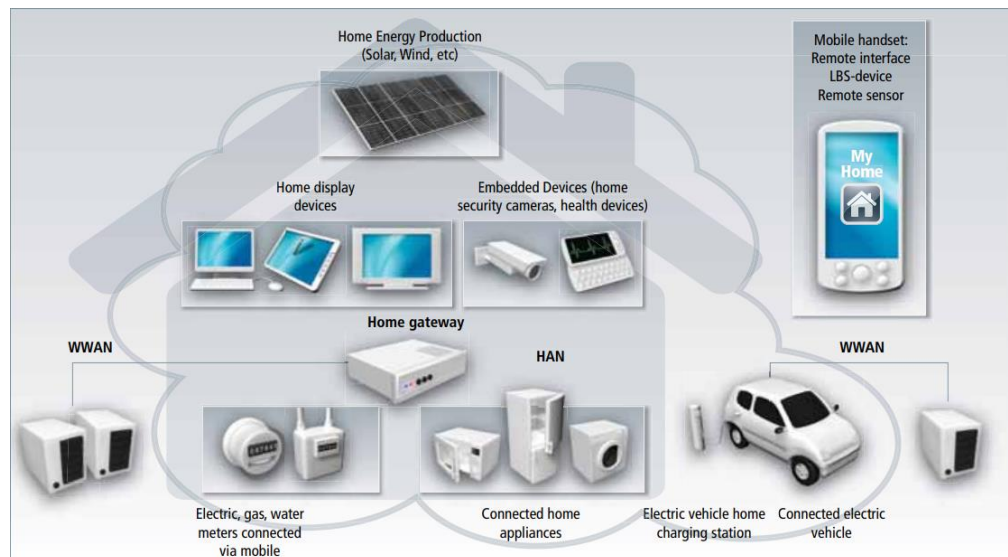 Home Energy Production
(Solar, Wind, etc)
Mobile handset:
Remote interface
LBS-device
Remote sensor
My
Home
Home display
devices
Embedded Devices (home
security cameras, health devices)
Home gateway
WWAN
HAN
WWAN
Electric, gas, water
meters connected
via mobile
Connected home
appliances
Electric vehicle home
charging station
Connected electric
vehicle